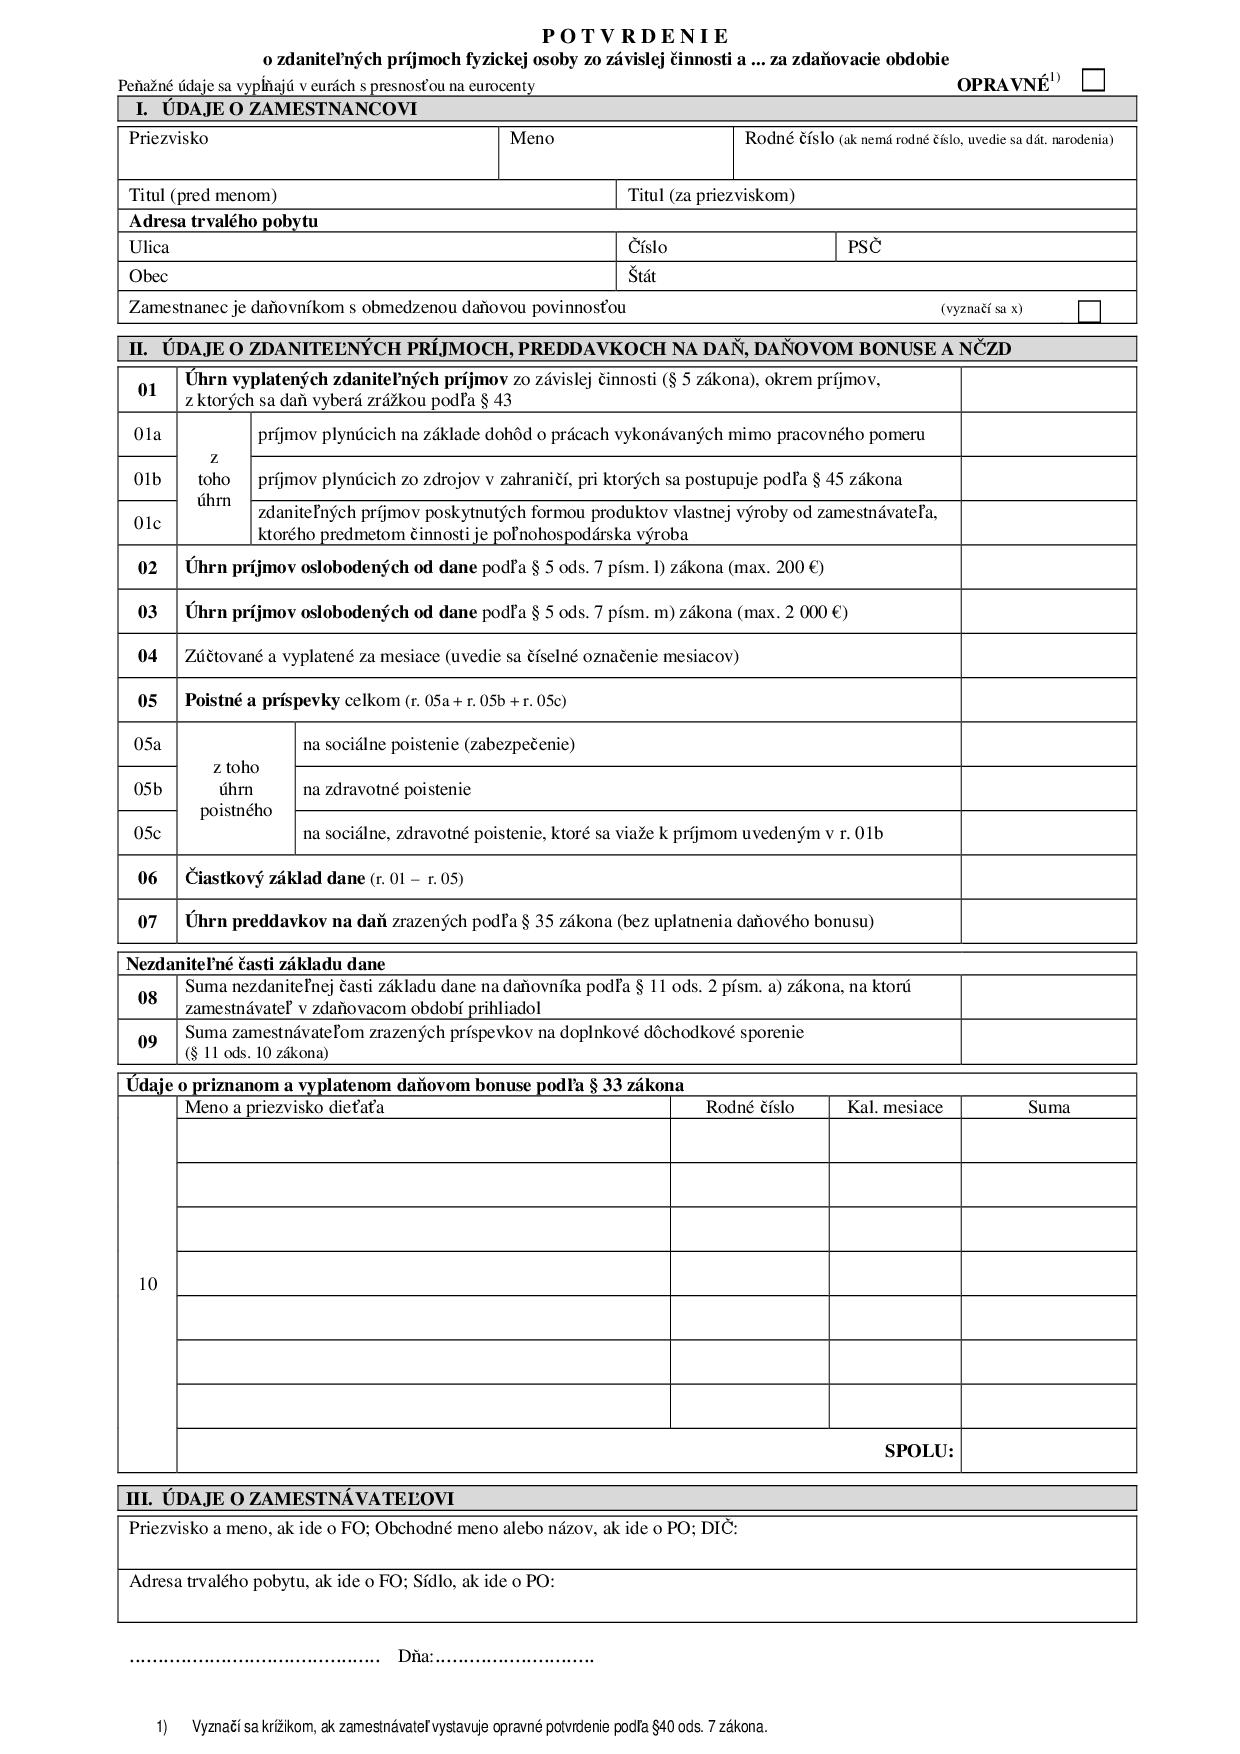 POTVRDENIE
o zdaniteľných príjmoch fyzickej osoby zo závislej činnosti a ... za zdaňovacie obdobie
Peňažné údaje sa vypĺňajú v eurách s presnosťou na eurocenty OPRAVNÉ1)
I. ÚDAJE O ZAMESTNANCOVI
Priezvisko Meno Rodné číslo (ak nemá rodné číslo, uvedie sa dát. narodenia)
Titul (pred menom) Titul (za priezviskom)
Adresa trvalého pobytu
Ulica Číslo PSČ
Obec Štát
Zamestnanec je daňovníkom s obmedzenou daňovou povinnosťou (vyznačí sa x)
II. ÚDAJE O ZDANITEĽNÝCH PRÍJMOCH, PREDDAVKOCH NA DAŇ, DAŇOVOM BONUSE A NČZD
01 Úhrn vyplatených zdaniteľných príjmov zo závislej činnosti (§ 5 zákona), okrem príjmov,
z ktorých sa daň vyberá zrážkou podľa § 43
z
toho
úhrn
01a príjmov plynúcich na základe dohôd o prácach vykonávaných mimo pracovného pomeru
01b príjmov plynúcich zo zdrojov v zahraničí, pri ktorých sa postupuje podľa § 45 zákona
01c zdaniteľných príjmov poskytnutých formou produktov vlastnej výroby od zamestnávateľa,
ktorého predmetom činnosti je poľnohospodárska výroba
02 Úhrn príjmov oslobodených od dane podľa § 5 ods. 7 písm. l) zákona (max. 200 €)
03 Úhrn príjmov oslobodených od dane podľa § 5 ods. 7 písm. m) zákona (max. 2 000 €)
04 Zúčtované a vyplatené za mesiace (uvedie sa číselné označenie mesiacov)
05 Poistné a príspevky celkom (r. 05a + r. 05b + r. 05c)
z toho
úhrn
poistného
05a na sociálne poistenie (zabezpečenie)
05b na zdravotné poistenie
05c na sociálne, zdravotné poistenie, ktoré sa viaže k príjmom uvedeným v r. 01b
06 Čiastkový základ dane (r. 01 – r. 05)
07 Úhrn preddavkov na daň zrazených podľa § 35 zákona (bez uplatnenia daňového bonusu)
Nezdaniteľné časti základu dane
08 Suma nezdaniteľnej časti základu dane na daňovníka podľa § 11 ods. 2 písm. a) zákona, na ktorú
zamestnávateľ v zdaňovacom období prihliadol
09 Suma zamestnávateľom zrazených príspevkov na doplnkové dôchodkové sporenie
(§ 11 ods. 10 zákona)
Údaje o priznanom a vyplatenom daňovom bonuse podľa § 33 zákona
Meno a priezvisko dieťaťa Rodné číslo Kal. mesiace Suma
10
SPOLU:
III. ÚDAJE O ZAMESTNÁVATEĽOVI
Priezvisko a meno, ak ide o FO; Obchodné meno alebo názov, ak ide o PO; DIČ:
Adresa trvalého pobytu, ak ide o FO; Sídlo, ak ide o PO:
............................................ Dňa:............................
1) Vyznačí sa krížikom, ak zamestnávateľ vystavuje opravné potvrdenie podľa §40 ods. 7 zákona.